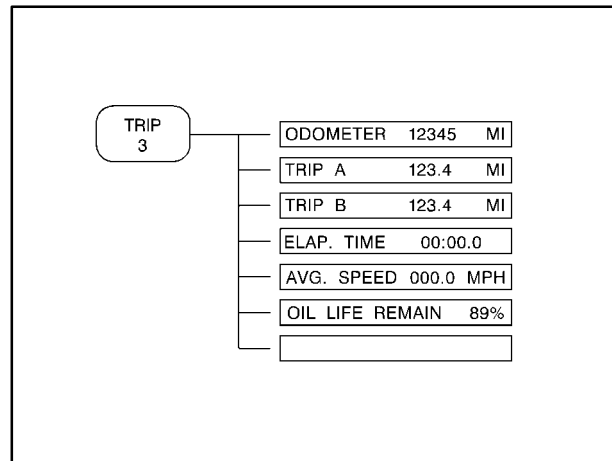 TRIP
3
ODOMETER 12345 MI
TRIP A 123.4 MI
TRIP B 123.4 MI
ELAP. TIME 00:00.0
AVG. SPEED 000.0 MPH
OIL LIFE REMAIN 89%